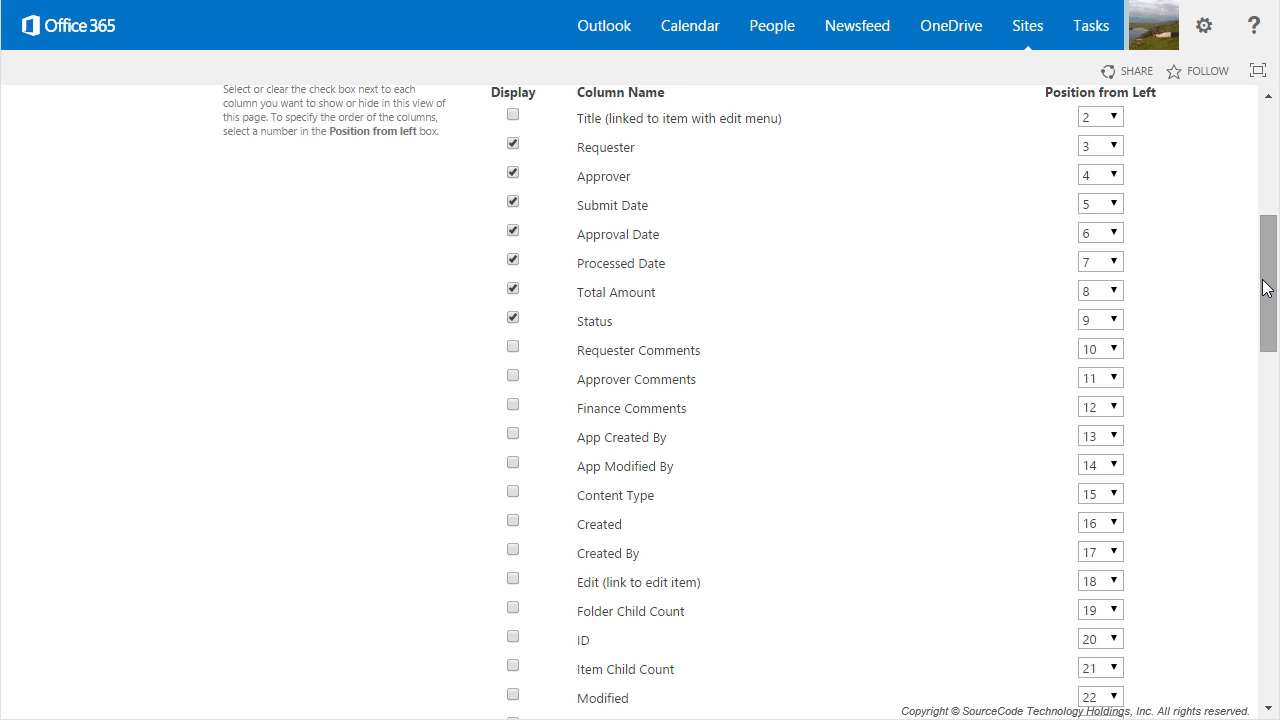 Office 365 Outlook Calendar People Newsfeed OneDrive Sites Tasks ?
SHARE FOLLOW
Select or clear the check box next to each
column you want to show or hide in this view of
this page. To specify the order of the columns,
select a number in the Position from left box.
Display Column Name Position from Left
Title (linked to item with edit menu) 2
Requester 3
Approver 4
Submit Date 5
Approval Date 6
Processed Date 7
Total Amount 8
Status 9
Requester Comments 10
Approver Comments 11
Finance Comments 12
App Created By 13
App Modified By 14
Content Type 15
Created 16
Created By 17
Edit (link to edit item) 18
Folder Child Count 19
ID 20
Item Child Count 21
Modified 22
Copyright © SourceCode Technology Holdings, Inc. All rights reserved.